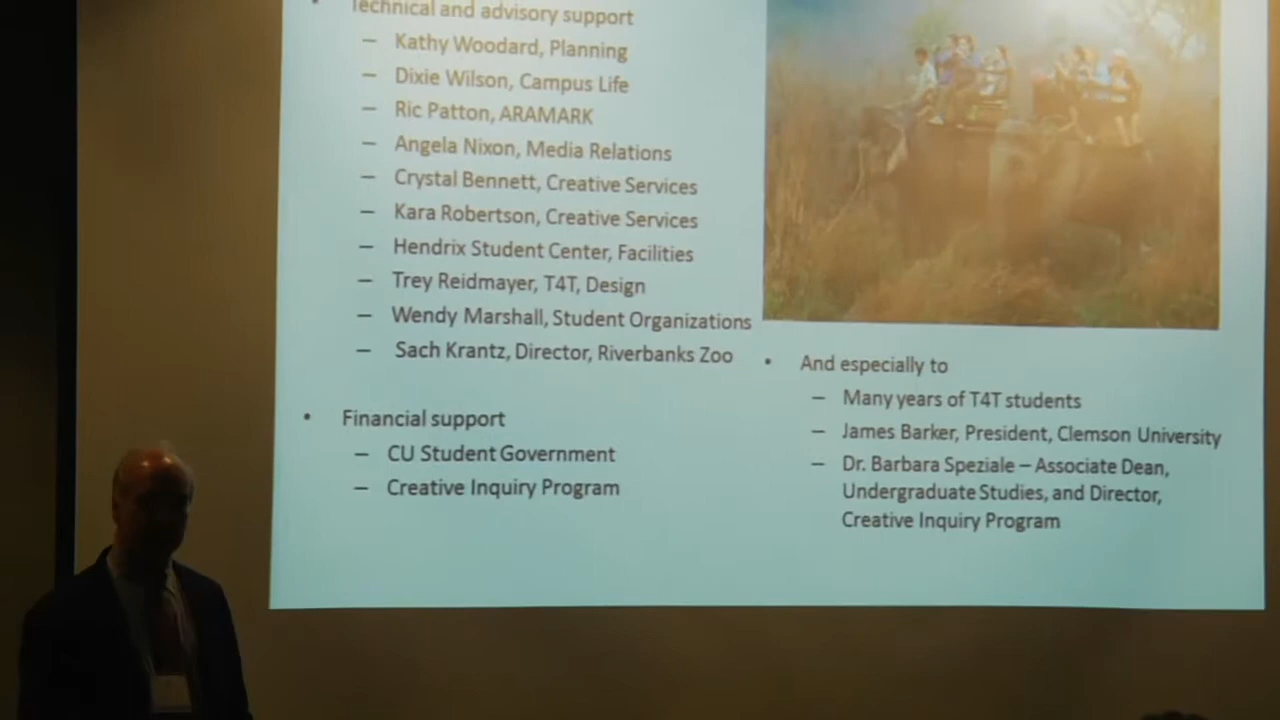 • Technical and advisory support
– Kathy Woodard, Planning
– Dixie Wilson, Campus Life
– Ric Patton, ARAMARK
– Angela Nixon, Media Relations
– Crystal Bennett, Creative Services
– Kara Robertson, Creative Services
– Hendrix Student Center, Facilities
– Trey Reidmayer, T4T, Design
– Wendy Marshall, Student Organizations
– Sach Krantz, Director, Riverbanks Zoo
• Financial support
– CU Student Government
– Creative Inquiry Program
• And especially to
– Many years of T4T students
– James Barker, President, Clemson University
– Dr. Barbara Speziale – Associate Dean,
Undergraduate Studies, and Director,
Creative Inquiry Program